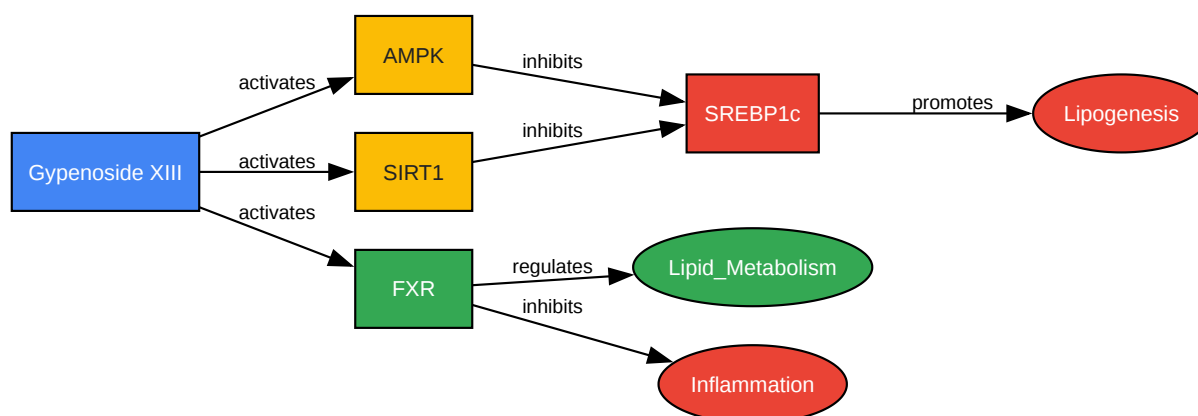 AMPK
inhibits
activates
SREBP1c
promotes
Lipogenesis
inhibits
Gypenoside XIII
activates
SIRT1
activates
FXR
regulates
Lipid_Metabolism
inhibits
Inflammation